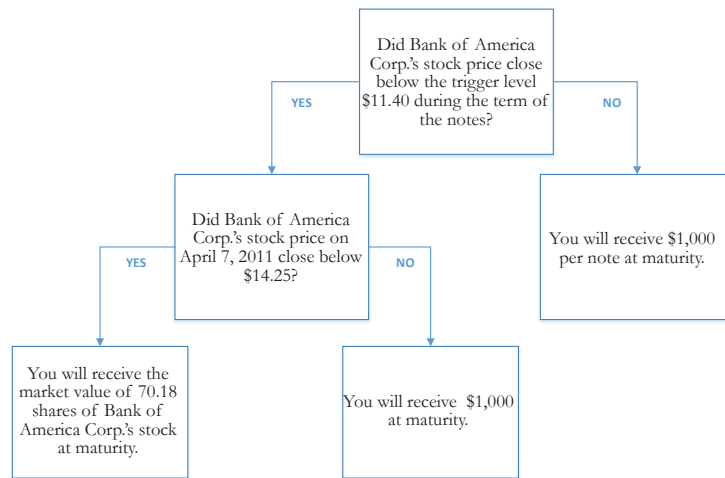 Did Bank of America
Corp.'s stock price close
below the trigger level
$11.40 during the term of
the notes?
YES
NO
Did Bank of America
Corp.'s stock price on
April 7, 2011 close below
$14.25?
You will receive $1,000
per note at maturity.
YES
NO
You will receive the
market value of 70.18
shares of Bank of
America Corp.'s stock
at maturity.
You will receive $1,000
at maturity.